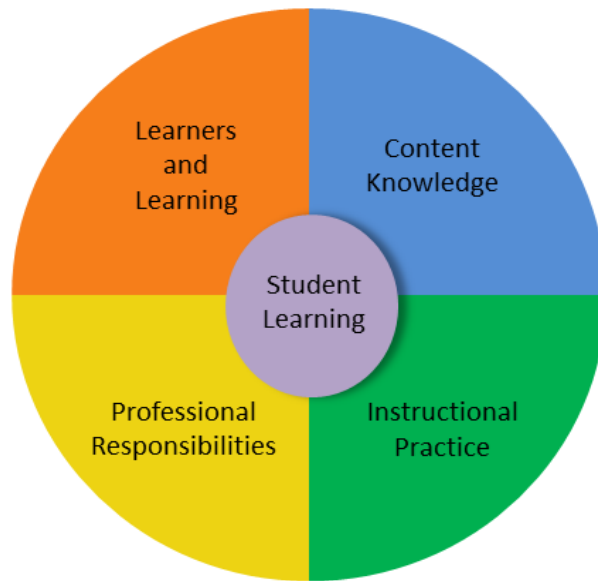 Learners
and
Learning
Content
Knowledge
Student
Learning
Professional
Responsibilities
Instructional
Practice